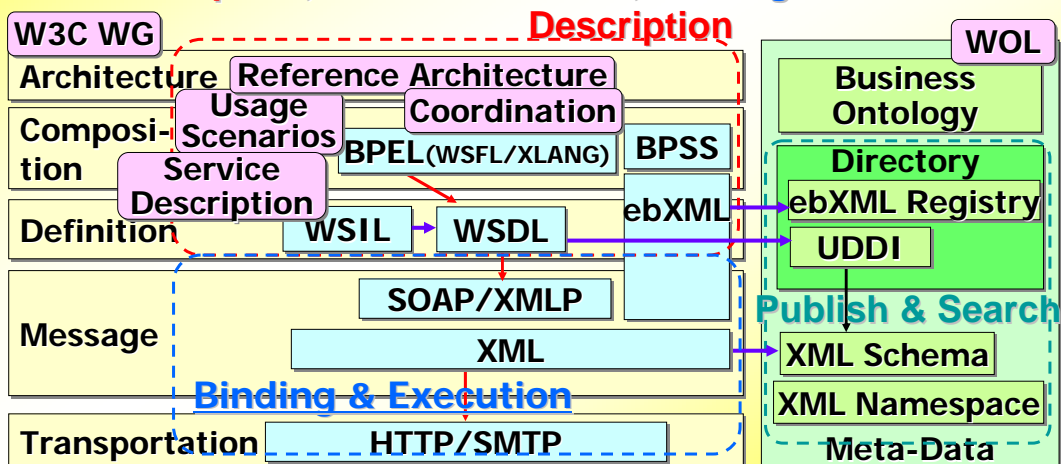 Description
W3C WG
WOL
Architecture
Reference Architecture
Business
Ontology
Usage
Scenarios
Coordination
Composi-
tion
BPEL(WSFL/XLANG)
BPSS
Directory
Service
Description
ebXML
ebXML Registry
Definition
WSIL
WSDL
UDDI
SOAP/XMLP
Publish & Search
Message
XML
XML Schema
Binding & Execution
XML Namespace
Transportation
HTTP/SMTP
Meta-Data